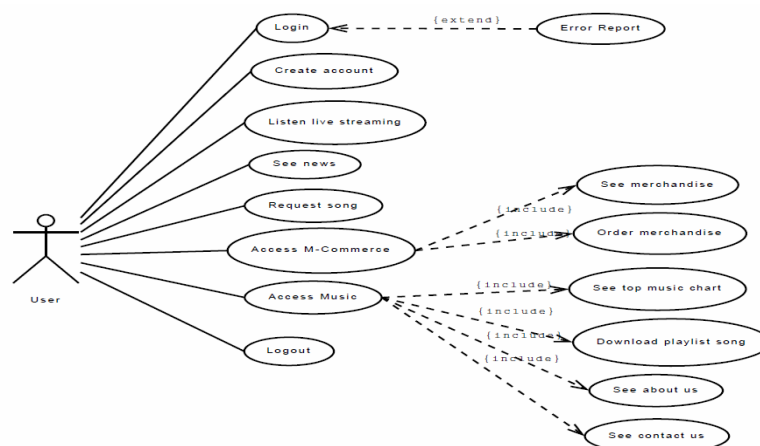 Login
{extend}
Error Report
Create account
Listen live streaming
See news
See merchandise
Request song
{include}
{include}
Order merchandise
Access M-Commerce
User
Access Music
{include}
See top music chart
{include}
Download playlist song
Logout
{include}
{include}
See about us
See contact us